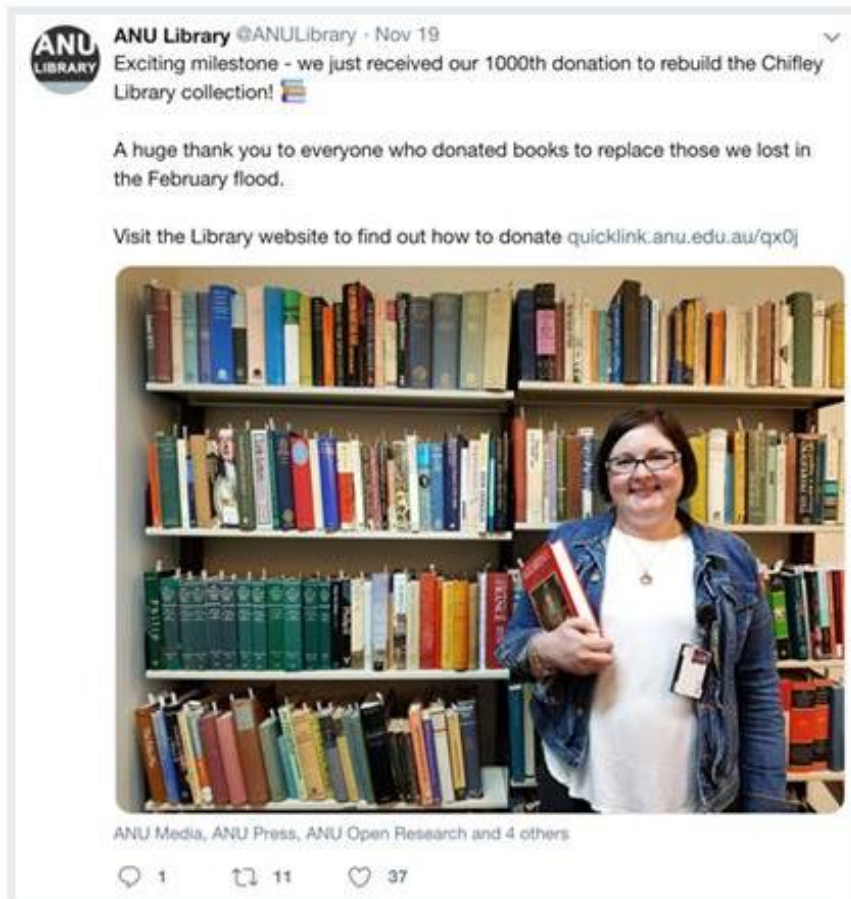 ANU
LIBRARY
ANU Library @ANULibrary · Nov 19
Exciting milestone - we just received our 1000th donation to rebuild the Chifley
Library collection! 📚
A huge thank you to everyone who donated books to replace those we lost in
the February flood.
Visit the Library website to find out how to donate quicklink.anu.edu.au/qx0j
ANU Media, ANU Press, ANU Open Research and 4 others
1 11 37